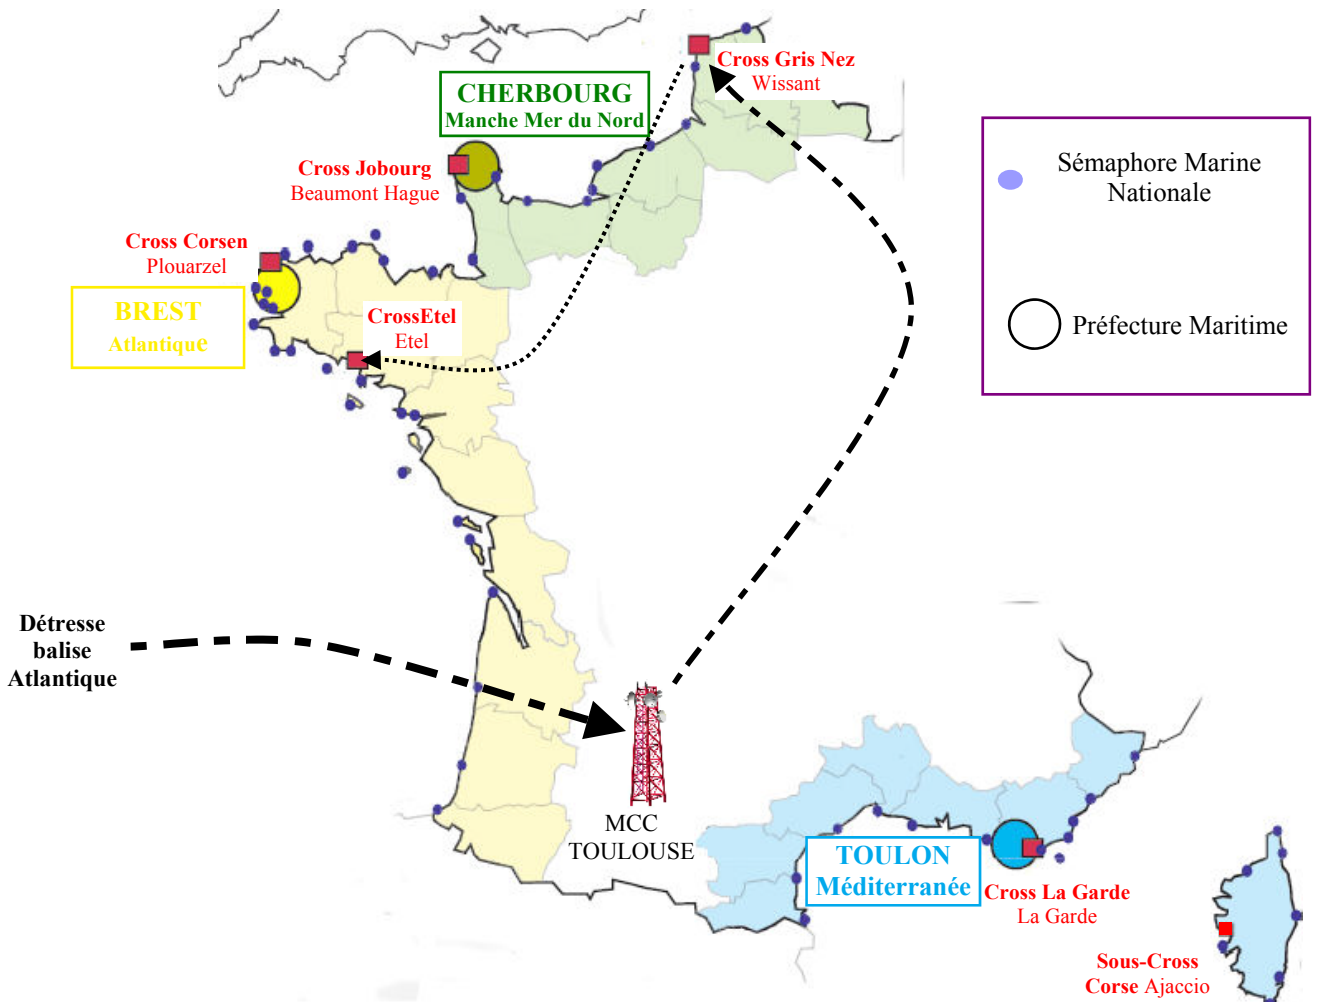 Cross Gris Nez
Wissant
CHERBOURG
Manche Mer du Nord
Cross Jobourg
Beaumont Hague
Sémaphore Marine
Nationale
Préfecture Maritime
Cross Corsen
Plouarzel
BREST
Atlantique
CrossEtel
Etel
Détresse
balise
Atlantique
MCC
TOULOUSE
TOULON
Méditerranée
Cross La Garde
La Garde
Sous-Cross
Corse Ajaccio